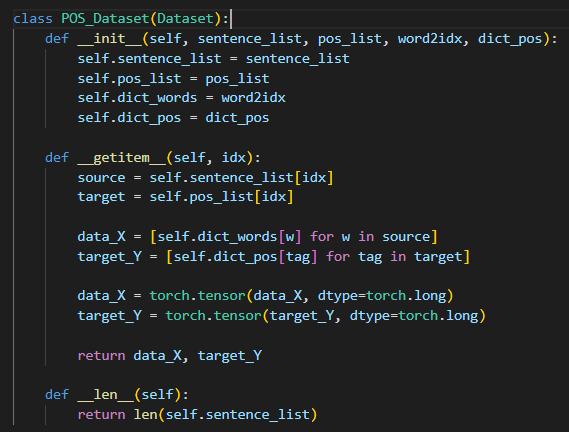 class POS_Dataset(Dataset):
    def __init__(self, sentence_list, pos_list, word2idx, dict_pos):
        self.sentence_list = sentence_list
        self.pos_list = pos_list
        self.dict_words = word2idx
        self.dict_pos = dict_pos

    def __getitem__(self, idx):
        source = self.sentence_list[idx]
        target = self.pos_list[idx]

        data_X = [self.dict_words[w] for w in source]
        target_Y = [self.dict_pos[tag] for tag in target]

        data_X = torch.tensor(data_X, dtype=torch.long)
        target_Y = torch.tensor(target_Y, dtype=torch.long)

        return data_X, target_Y

    def __len__(self):
        return len(self.sentence_list)